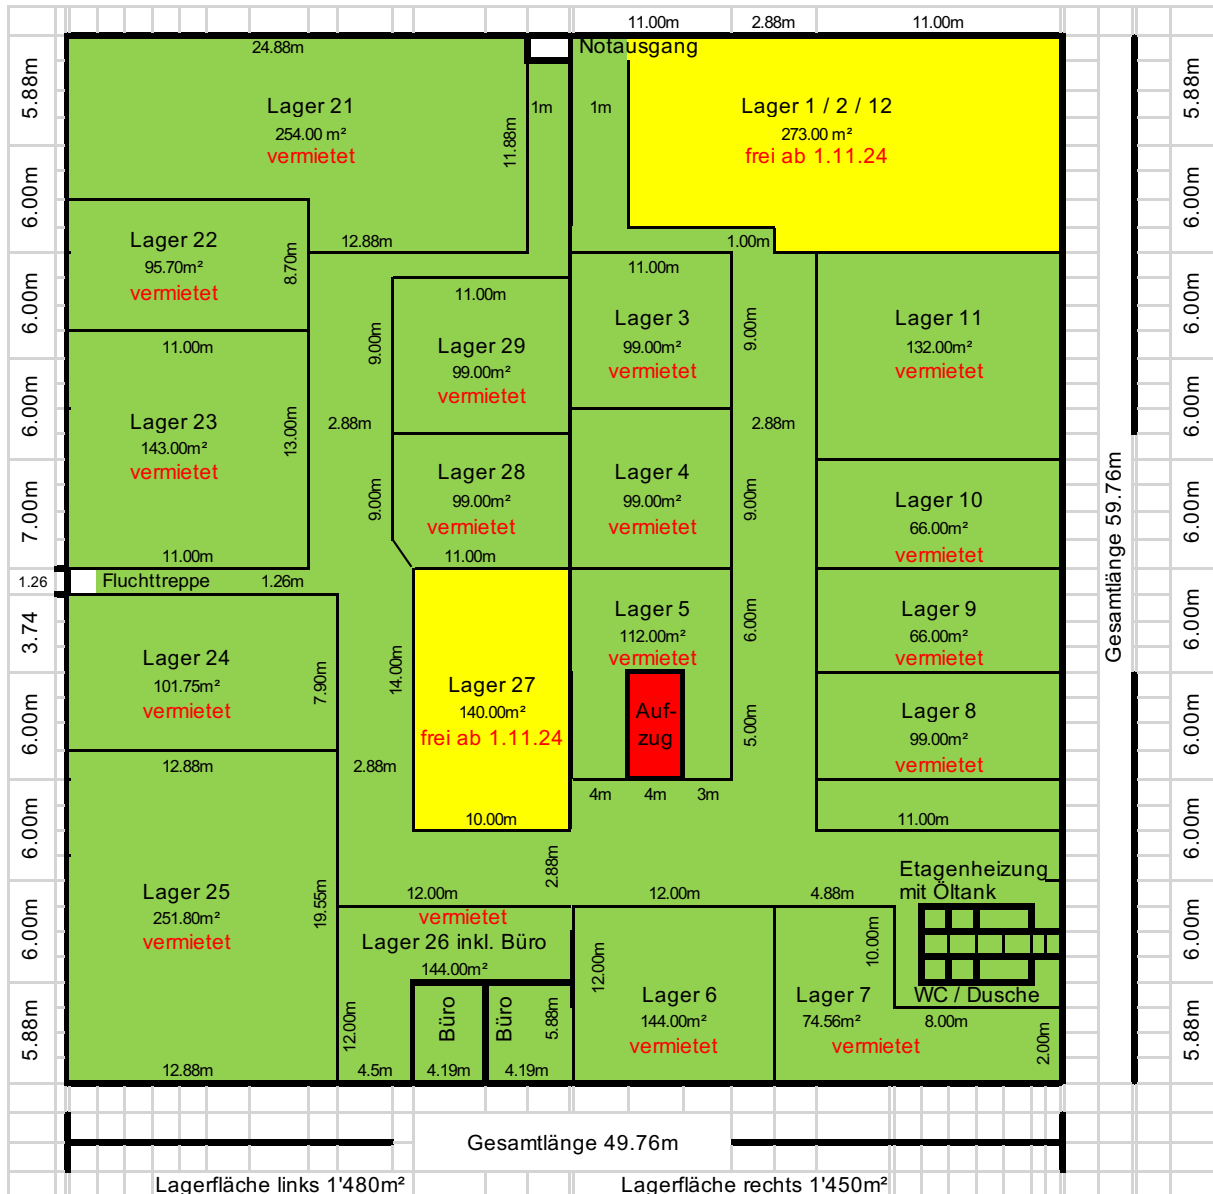 11.00m 2.88m 11.00m
24.88m
Notausgang
5.88m
6.00m
6.00m
6.00m
7.00m
1.26
3.74
6.00m
6.00m
6.00m
5.88m
Lager 21
254.00 m²
vermietet
11.88m
1m
1m
Lager 1 / 2 / 12
273.00 m²
frei ab 1.11.24
12.88m
1.00m
Lager 22
95.70m²
vermietet
8.70m
11.00m
Lager 23
143.00m²
vermietet
13.00m
11.00m
2.88m
11.00m
9.00m
Lager 29
99.00m²
vermietet
9.00m
Lager 28
99.00m²
vermietet
11.00m
11.00m
Lager 3
99.00m²
vermietet
9.00m
2.88m
Lager 4
99.00m²
vermietet
9.00m
Lager 11
132.00m²
vermietet
Lager 10
66.00m²
vermietet
Fluchttreppe 1.26m
Lager 24
101.75m²
vermietet
7.90m
12.88m
2.88m
14.00m
Lager 27
140.00m²
frei ab 1.11.24
10.00m
Lager 5
112.00m²
vermietet
6.00m
5.00m
Auf-
zug
4m 4m 3m
Lager 9
66.00m²
vermietet
Lager 8
99.00m²
vermietet
11.00m
2.88m
Lager 25
251.80m²
vermietet
19.55m
12.88m
12.00m
vermietet
Lager 26 inkl. Büro
144.00m²
12.00m
Büro
Büro
5.88m
4.5m 4.19m 4.19m
12.00m
12.00m
Lager 6
144.00m²
vermietet
4.88m
10.00m
Lager 7
74.56m²
vermietet
Etagenheizung
mit Öltank
WC / Dusche
8.00m
2.00m
Gesamtlänge 59.76m
5.88m
6.00m
6.00m
6.00m
6.00m
6.00m
6.00m
6.00m
6.00m
5.88m
Gesamtlänge 49.76m
Lagerfläche links 1'480m²
Lagerfläche rechts 1'450m²